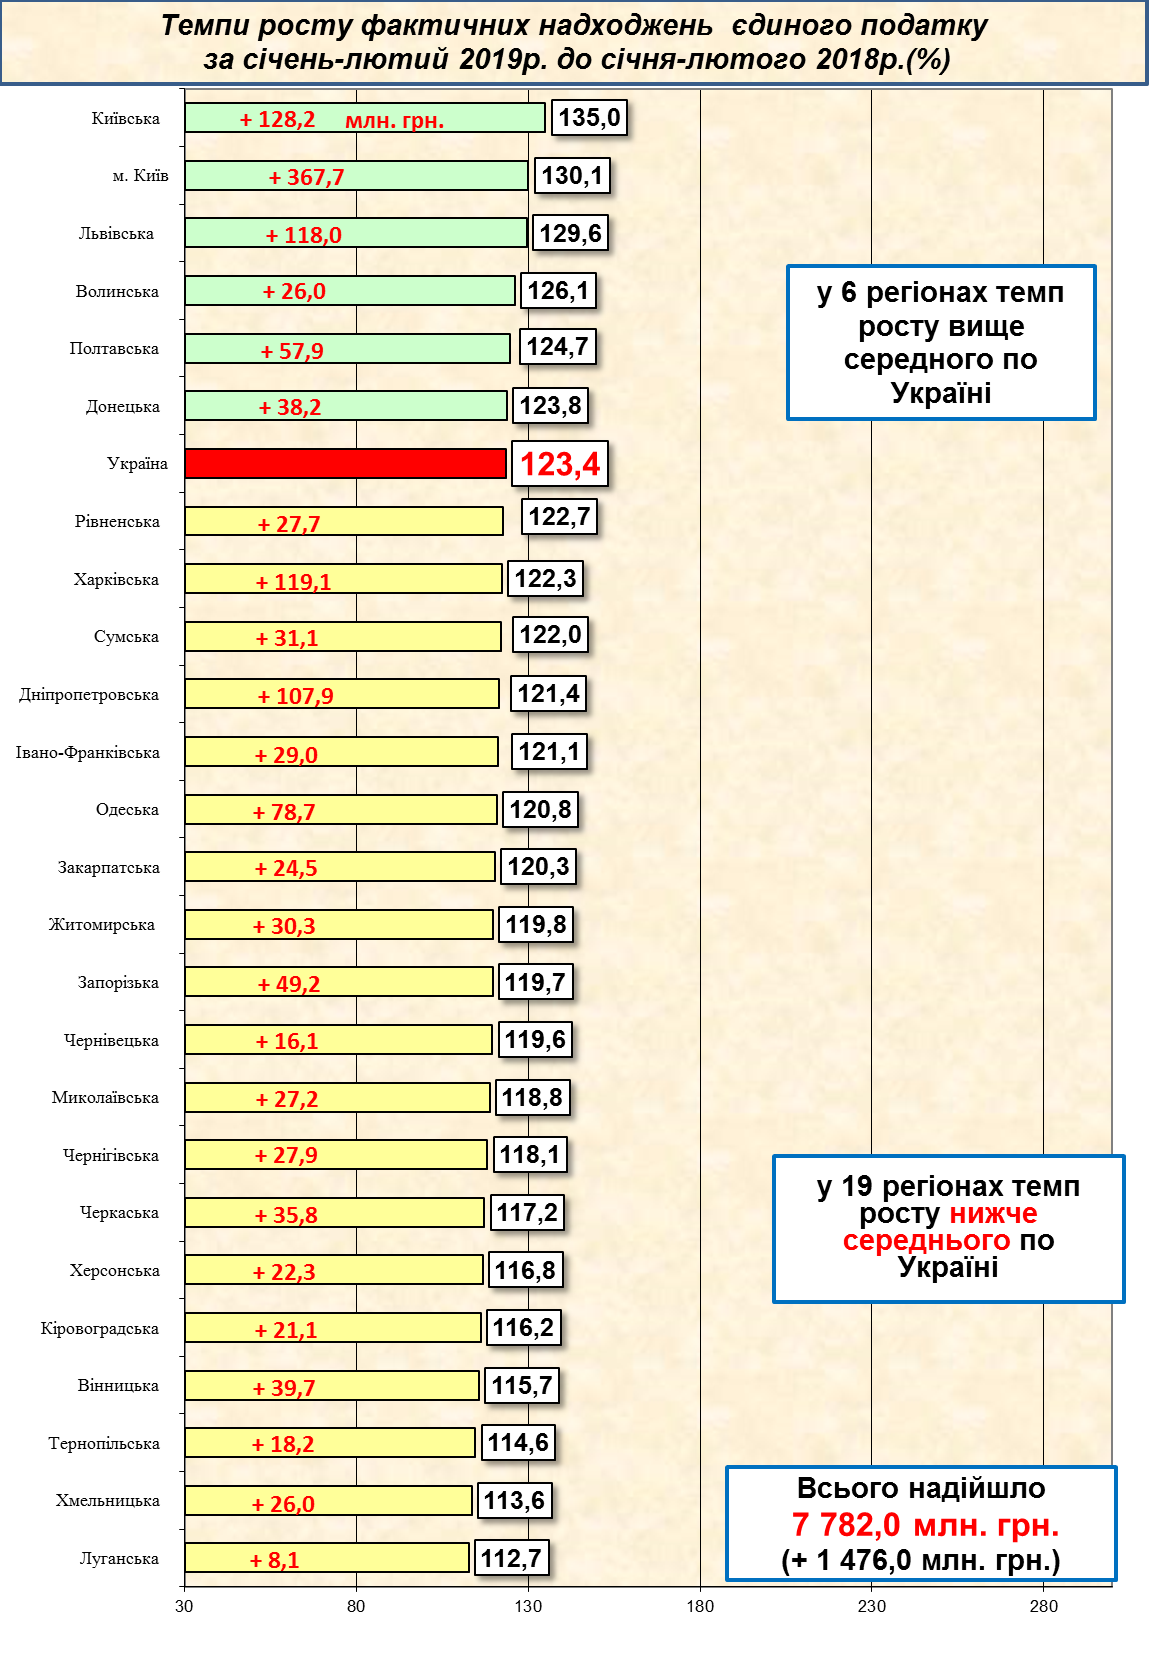 Темпи росту фактичних надходжень єдиного податку
за січень-лютий 2019р. до січня-лютого 2018р.(%)
Київська + 128,2 млн. грн. 135,0
м. Київ + 367,7 130,1
Львівська + 118,0 129,6
Волинська + 26,0 126,1
Полтавська + 57,9 124,7
Донецька + 38,2 123,8
у 6 регіонах темп
росту вище
середного по
Україні
Україна 123,4
Рівненська + 27,7 122,7
Харківська + 119,1 122,3
Сумська + 31,1 122,0
Дніпропетровська + 107,9 121,4
Івано-Франківська + 29,0 121,1
Одеська + 78,7 120,8
Закарпатська + 24,5 120,3
Житомирська + 30,3 119,8
Запорізька + 49,2 119,7
Чернівецька + 16,1 119,6
Миколаївська + 27,2 118,8
Чернігівська + 27,9 118,1
Черкаська + 35,8 117,2
Херсонська + 22,3 116,8
Кіровоградська + 21,1 116,2
Вінницька + 39,7 115,7
Тернопільська + 18,2 114,6
Хмельницька + 26,0 113,6
Луганська + 8,1 112,7
у 19 регіонах темп
росту нижче
середнього по
Україні
Всього надійшло
7 782,0 млн. грн.
(+ 1 476,0 млн. грн.)
30 80 130 180 230 280